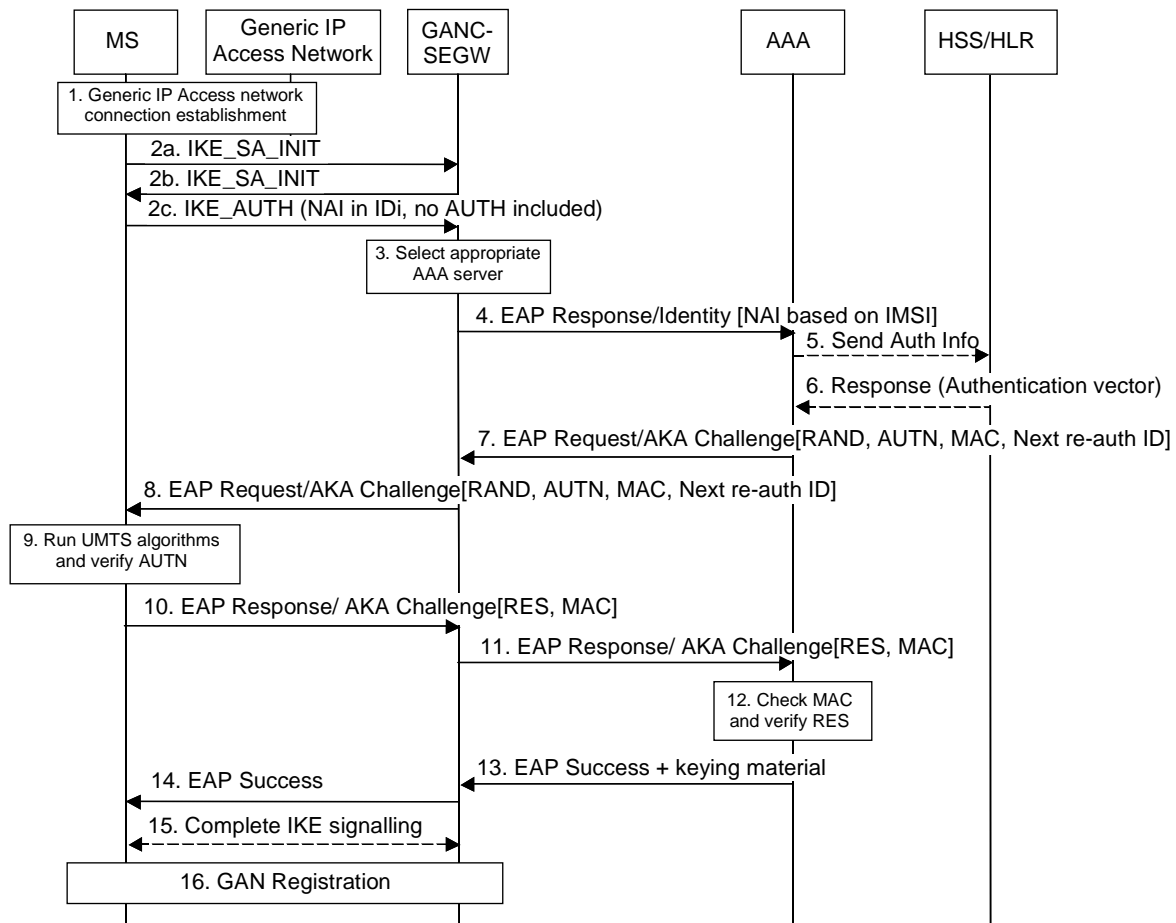 MS
Generic IP
Access Network
GANC-
SEGW
AAA
HSS/HLR
1. Generic IP Access network
connection establishment
2a. IKE_SA_INIT
2b. IKE_SA_INIT
2c. IKE_AUTH (NAI in IDi, no AUTH included)
3. Select appropriate
AAA server
4. EAP Response/Identity [NAI based on IMSI]
5. Send Auth Info
6. Response (Authentication vector)
7. EAP Request/AKA Challenge[RAND, AUTN, MAC, Next re-auth ID]
8. EAP Request/AKA Challenge[RAND, AUTN, MAC, Next re-auth ID]
9. Run UMTS algorithms
and verify AUTN
10. EAP Response/ AKA Challenge[RES, MAC]
11. EAP Response/ AKA Challenge[RES, MAC]
12. Check MAC
and verify RES
13. EAP Success + keying material
14. EAP Success
15. Complete IKE signalling
16. GAN Registration